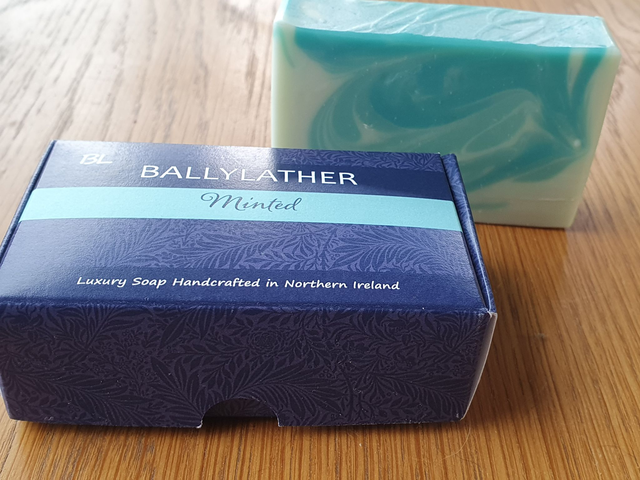 BL
BALLYLATHER
Minted
Luxury Soap Handcrafted in Northern Ireland